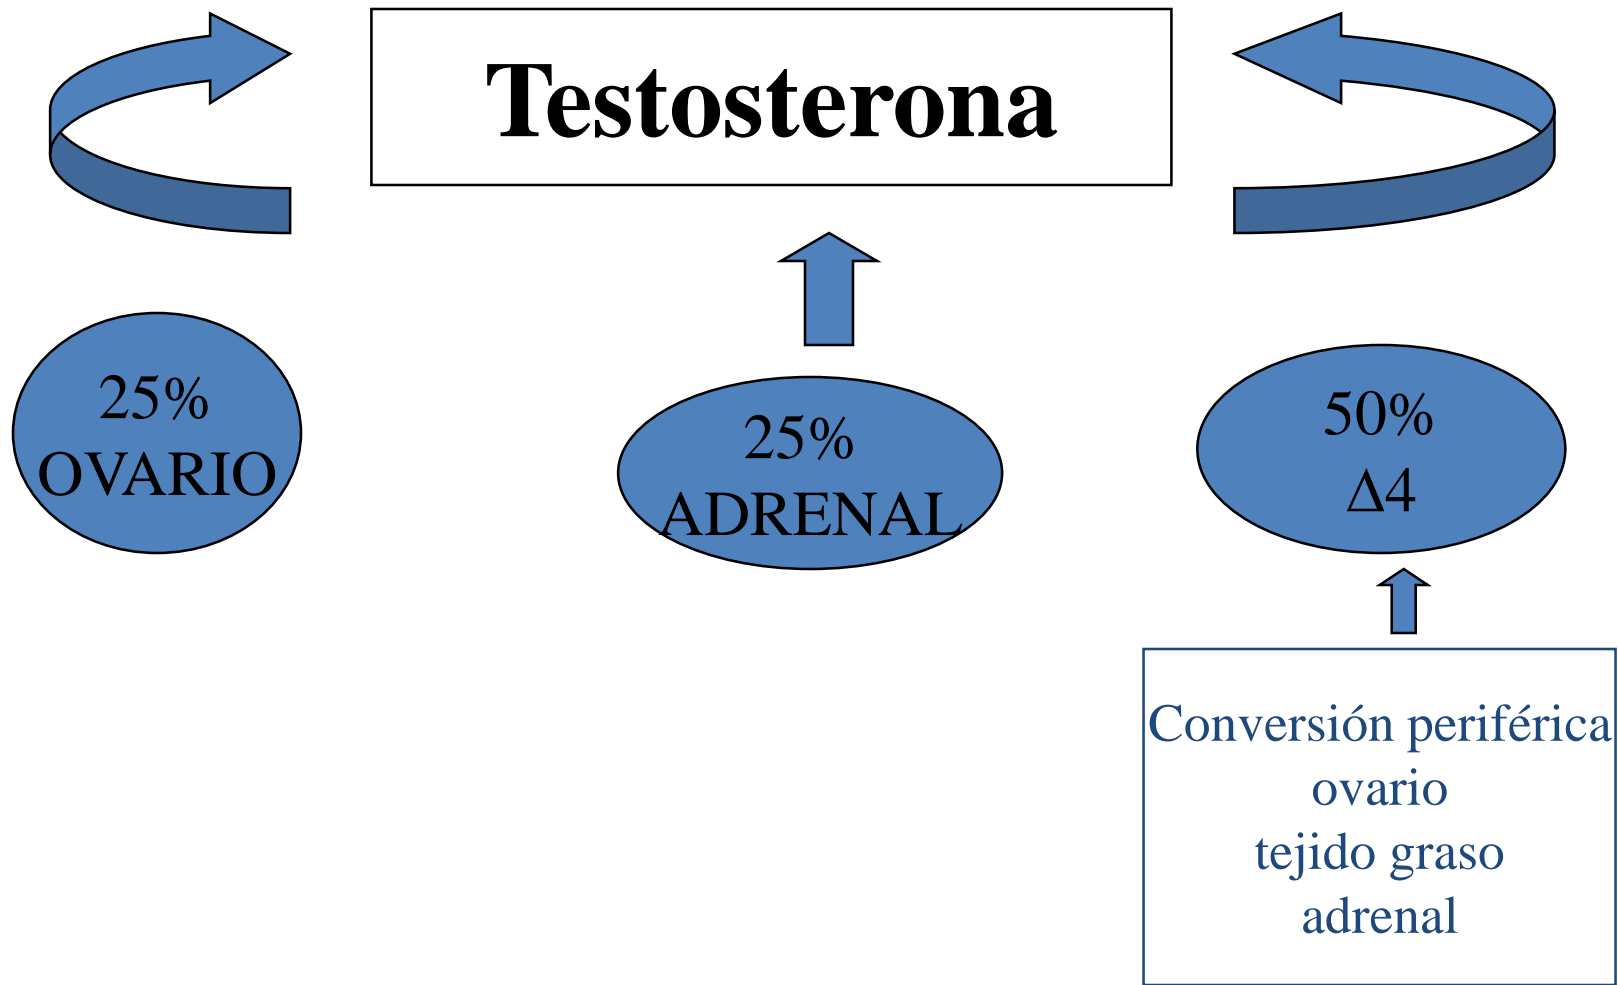 Testosterona
25%
OVARIO
25%
ADRENAL
50%
Δ4
Conversión periférica
ovario
tejido graso
adrenal